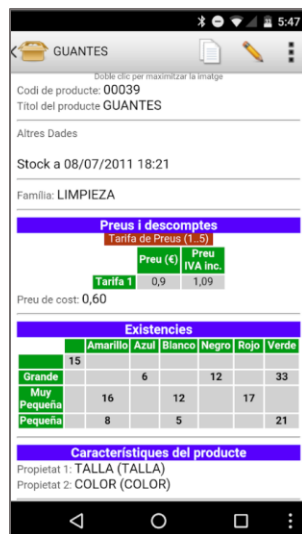 5:47
GUANTES
Doble clic per maximitzar la imatge
Codi de producte: 00039
Títol del producte GUANTES
Altres Dades
Stock a 08/07/2011 18:21
Família: LIMPIEZA
Preus i descomptes
Tarifa de Preus (1..5)
Preu (€) Preu IVA inc.
Tarifa 1 0,9 1,09
Preu de cost: 0,60
Existencies
Amarillo Azul Blanco Negro Rojo Verde
15
Grande 6 12 33
Muy Pequeña 16 12 17
Pequeña 8 5 21
Característiques del producte
Propietat 1: TALLA (TALLA)
Propietat 2: COLOR (COLOR)